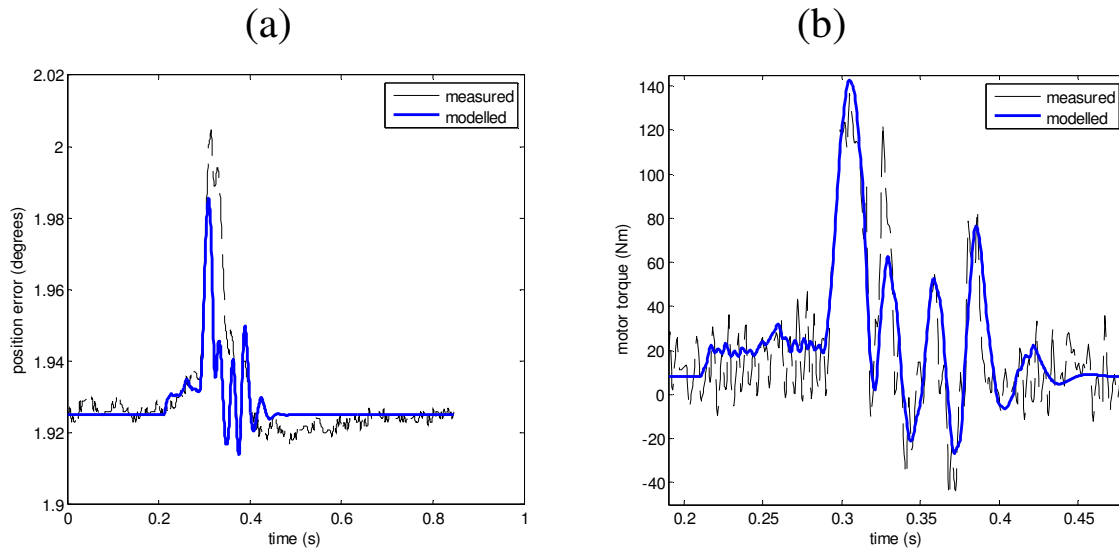 (a)
2.02
2
1.98
1.96
1.94
1.92
1.9
position error (degrees)
measured
modelled
0 0.2 0.4 0.6 0.8 1
time (s)
(b)
140
120
100
80
60
40
20
0
-20
-40
motor torque (Nm)
measured
modelled
0.2 0.25 0.3 0.35 0.4 0.45
time (s)